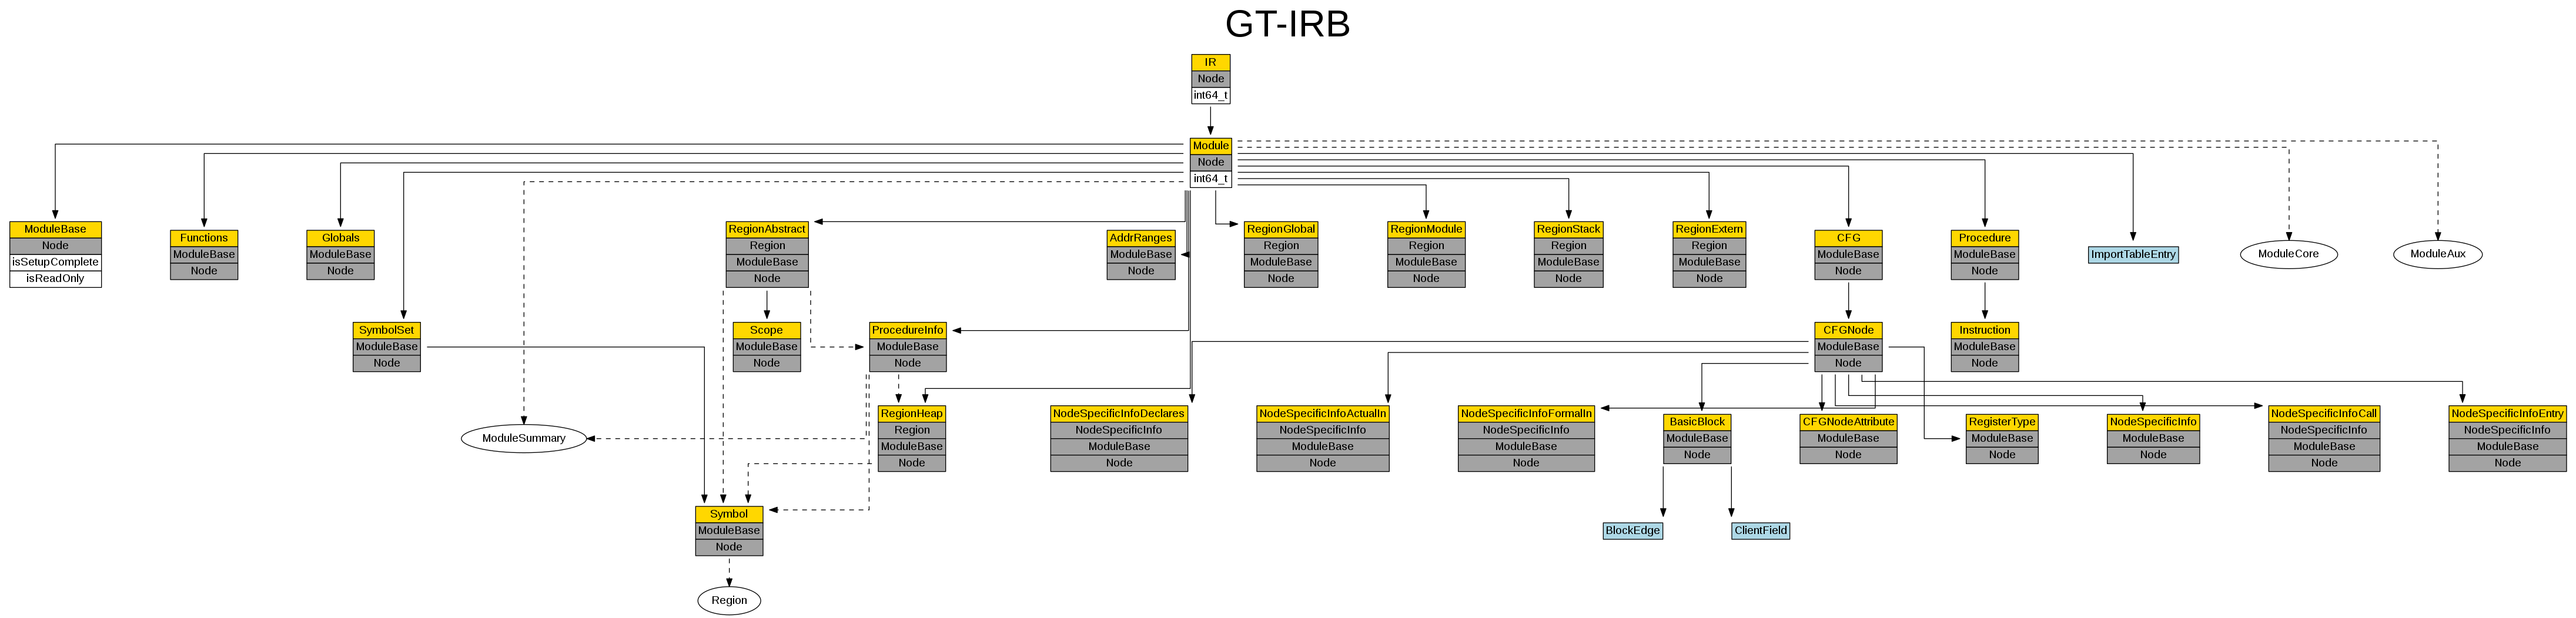 GT-IRB
IR
Node
int64_t
Module
Node
int64_t
ModuleBase
Node
isSetupComplete
isReadOnly
Functions
ModuleBase
Node
Globals
ModuleBase
Node
RegionAbstract
Region
ModuleBase
Node
AddrRanges
ModuleBase
Node
RegionGlobal
Region
ModuleBase
Node
RegionModule
Region
ModuleBase
Node
RegionStack
Region
ModuleBase
Node
RegionExtern
Region
ModuleBase
Node
CFG
ModuleBase
Node
Procedure
ModuleBase
Node
ImportTableEntry
ModuleCore
ModuleAux
SymbolSet
ModuleBase
Node
Scope
ModuleBase
Node
ProcedureInfo
ModuleBase
Node
CFGNode
ModuleBase
Node
Instruction
ModuleBase
Node
ModuleSummary
RegionHeap
Region
ModuleBase
Node
NodeSpecificInfoDeclares
NodeSpecificInfo
ModuleBase
Node
NodeSpecificInfoActualIn
NodeSpecificInfo
ModuleBase
Node
NodeSpecificInfoFormalIn
NodeSpecificInfo
ModuleBase
Node
BasicBlock
ModuleBase
Node
CFGNodeAttribute
ModuleBase
Node
RegisterType
ModuleBase
Node
NodeSpecificInfo
ModuleBase
Node
NodeSpecificInfoCall
NodeSpecificInfo
ModuleBase
Node
NodeSpecificInfoEntry
NodeSpecificInfo
ModuleBase
Node
Symbol
ModuleBase
Node
BlockEdge
ClientField
Region